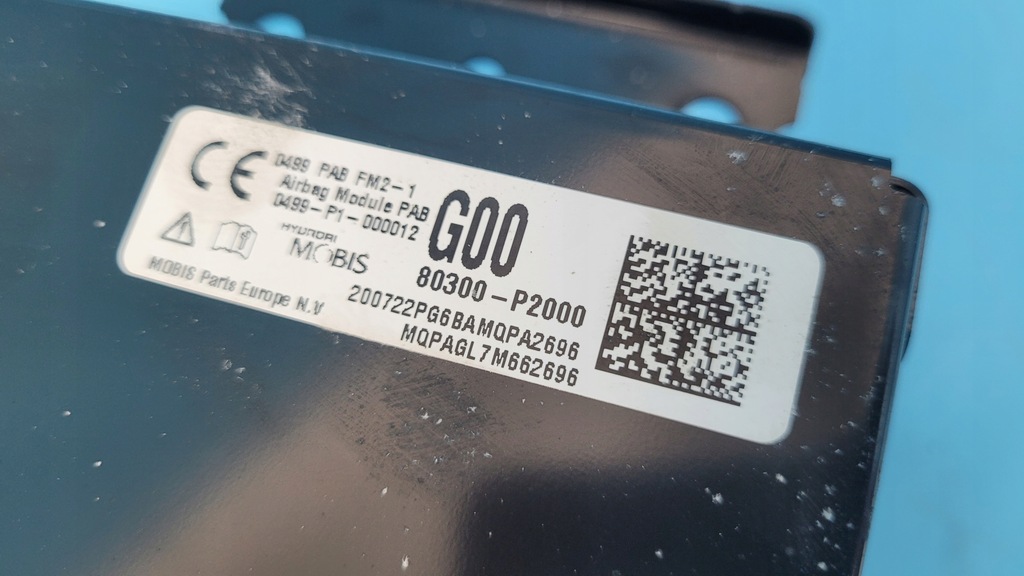 CE
0499 PAB FM2-1
Airbag Module PAB
0499-P1-000012
G00
HYUNDAI
MOBIS
80300-P2000
MOBIS Parts Europe N.V
200722PG6BAMQPA2696
MQPAGL7M662696